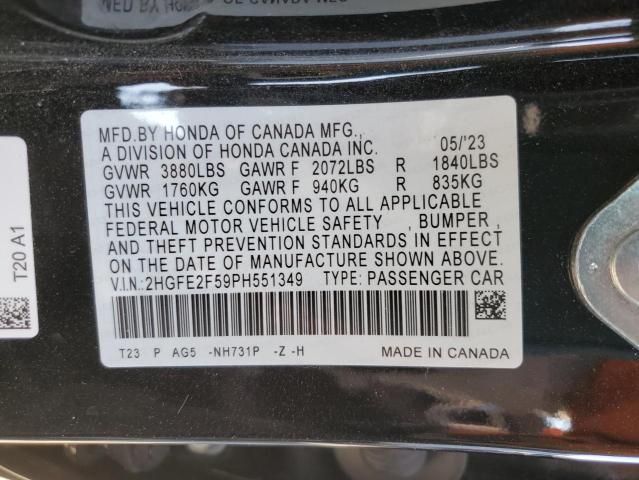 MFD.BY HONDA OF CANADA MFG., 05/'23
A DIVISION OF HONDA CANADA INC.
GVWR 3880LBS GAWR F 2072LBS R 1840LBS
GVWR 1760KG GAWR F 940KG R 835KG
THIS VEHICLE CONFORMS TO ALL APPLICABLE
FEDERAL MOTOR VEHICLE SAFETY , BUMPER ,
AND THEFT PREVENTION STANDARDS IN EFFECT
ON THE DATE OF MANUFACTURE SHOWN ABOVE.
V.I.N.:2HGFE2F59PH551349 TYPE: PASSENGER CAR
T23 P AG5 -NH731P -Z -H MADE IN CANADA
T20 A1